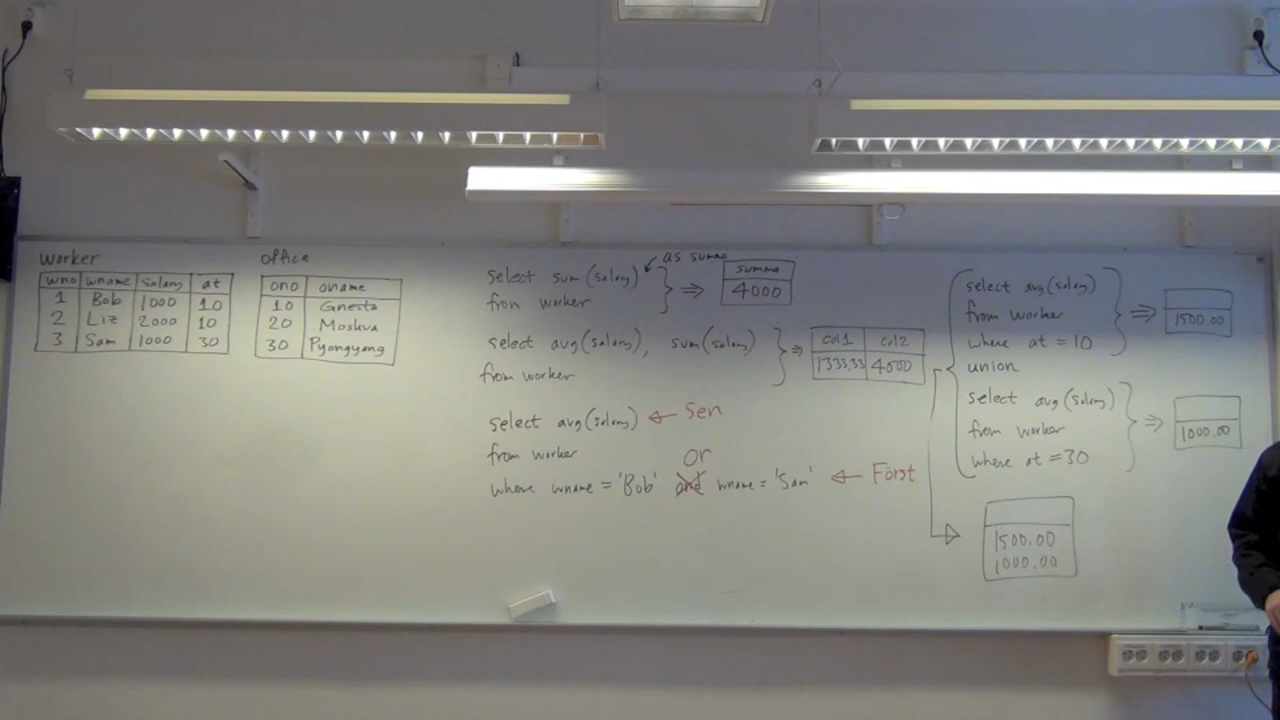 worker
wno wname salary at
1 Bob 1000 10
2 Liz 2000 10
3 Sam 1000 30
office
ono oname
10 Gnesta
20 Moskva
30 Pyongyang
select sum(salary) as summa
from worker
⇒
summa
4000
select avg(salary), sum(salary)
from worker
⇒
col1 col2
1333,33 4000
select avg(salary) ← Sen
from worker
or
where wname = 'Bob' and wname = 'Sam' ← Först
select avg(salary)
from worker
where at = 10
⇒
1500.00
union
select avg(salary)
from worker
where at = 30
⇒
1000.00
1500.00
1000.00